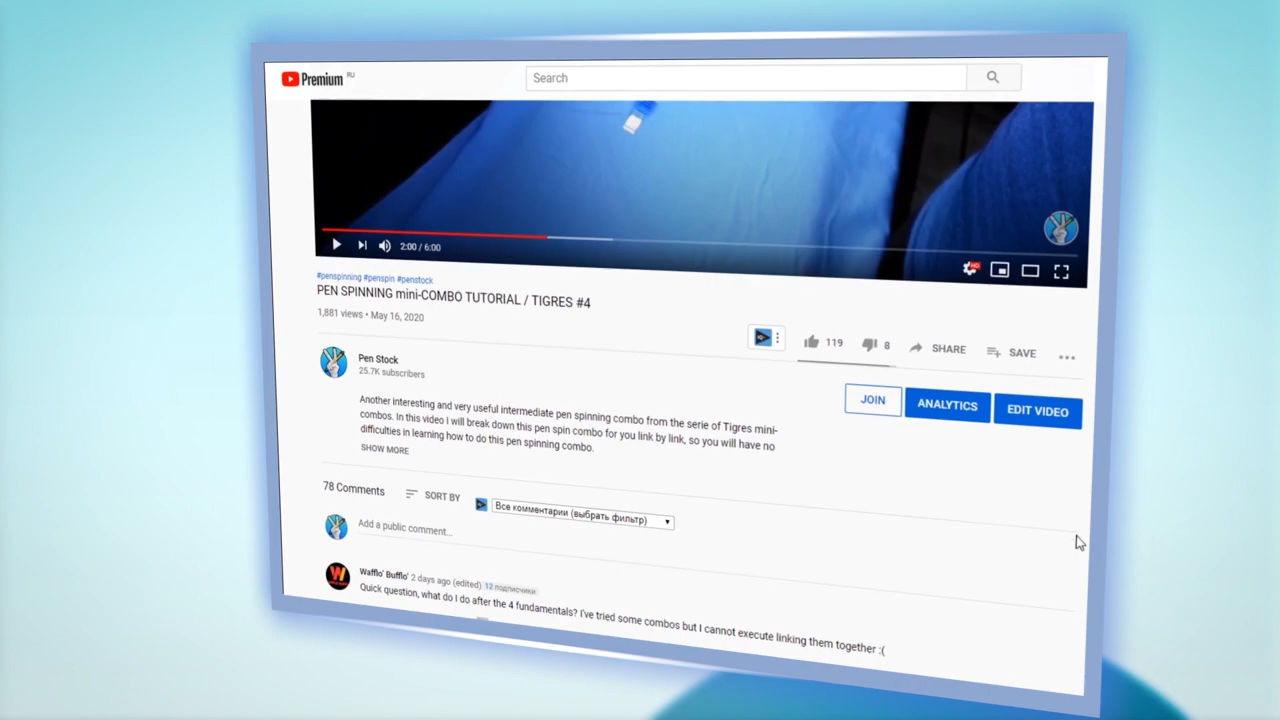 Premium RU
Search
2:00 / 6:00
HD
#penspinning #penspin #penstock
PEN SPINNING mini-COMBO TUTORIAL / TIGRES #4
1,881 views • May 16, 2020
119
8
SHARE
SAVE
Pen Stock
25.7K subscribers
JOIN
ANALYTICS
EDIT VIDEO
Another interesting and very useful intermediate pen spinning combo from the serie of Tigres mini-
combos. In this video I will break down this pen spin combo for you link by link, so you will have no
difficulties in learning how to do this pen spinning combo.
SHOW MORE
78 Comments
SORT BY
Все комментарии (выбрать фильтр)
Add a public comment...
Wafflo' Bufflo' 2 days ago (edited) 12 подписчики
Quick question, what do I do after the 4 fundamentals? I've tried some combos but I cannot execute linking them together :(